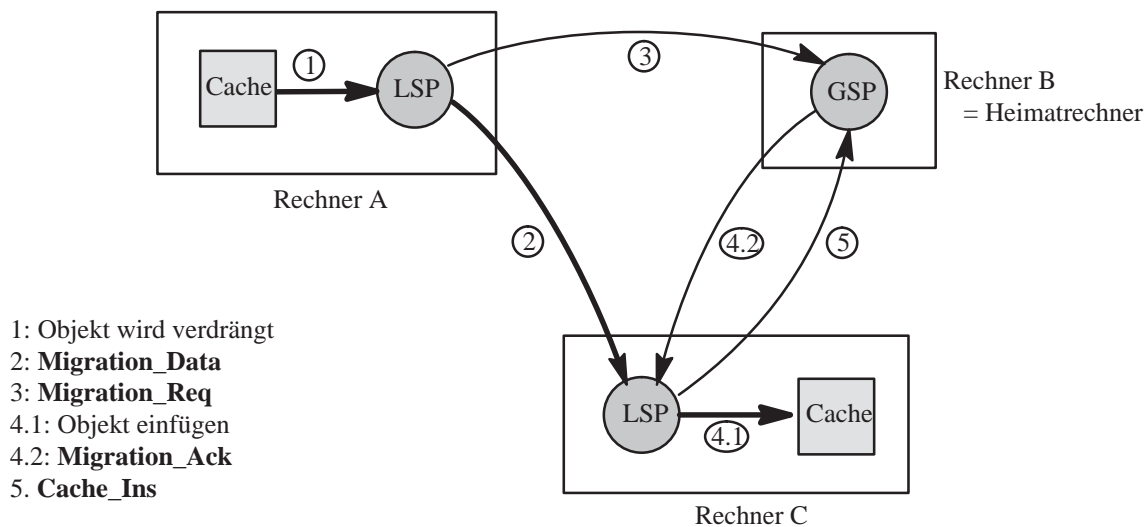 1
Cache
LSP
3
GSP
Rechner B
= Heimatrechner
Rechner A
2
4.2
5
1: Objekt wird verdrängt
2: Migration_Data
3: Migration_Req
4.1: Objekt einfügen
4.2: Migration_Ack
5. Cache_Ins
LSP
4.1
Cache
Rechner C